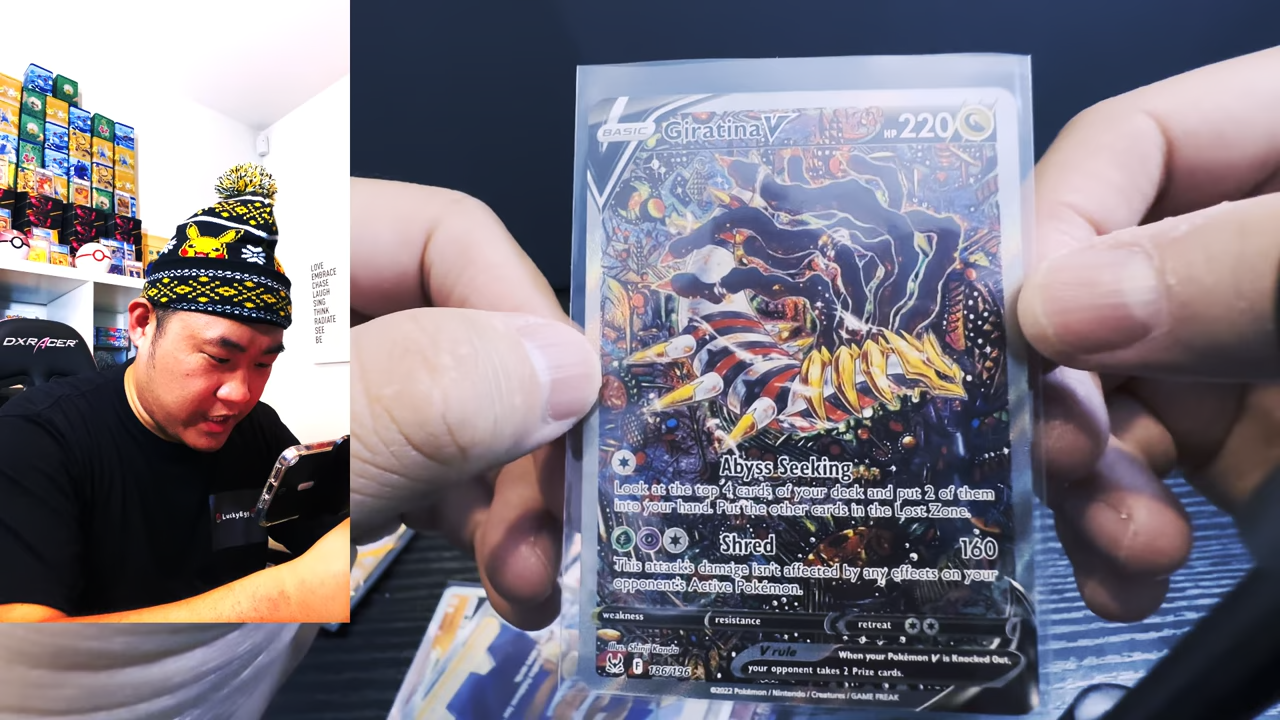 DXRACER
LOVE
EMBRACE
CHASE
LAUGH
SING
THINK
RADIATE
SEE
BE
BASIC
Giratina V
HP 220
Abyss Seeking
Look at the top 4 cards of your deck and put 2 of them
into your hand. Put the other cards in the Lost Zone.
Shred 160
This attack's damage isn't affected by any effects on your
opponent's Active Pokémon.
weakness resistance retreat
Illus. Shinji Kanda
F 186/196
V rule When your Pokémon V is Knocked Out,
your opponent takes 2 Prize cards.
©2022 Pokémon / Nintendo / Creatures / GAME FREAK